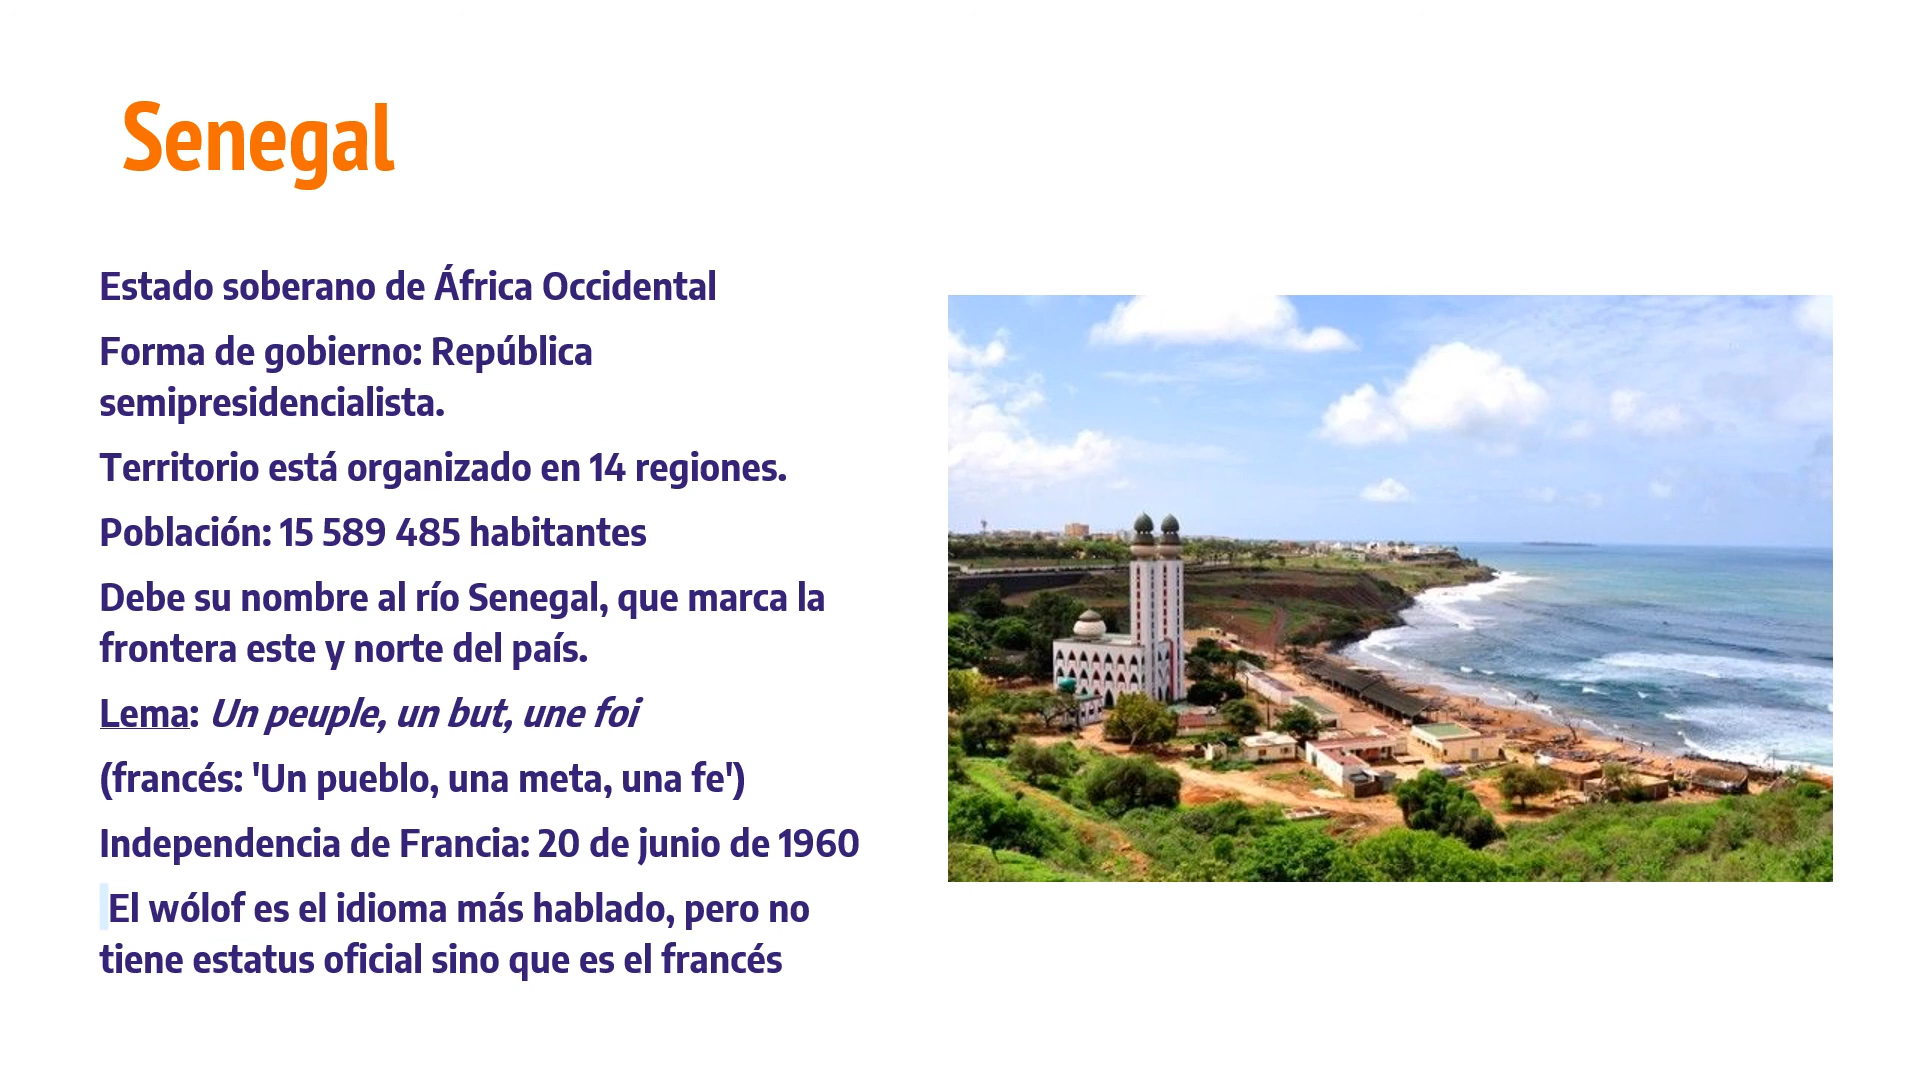 Senegal
Estado soberano de África Occidental
Forma de gobierno: República
semipresidencialista.
Territorio está organizado en 14 regiones.
Población: 15 589 485 habitantes
Debe su nombre al río Senegal, que marca la
frontera este y norte del país.
Lema: Un peuple, un but, une foi
(francés: 'Un pueblo, una meta, una fe')
Independencia de Francia: 20 de junio de 1960
El wólof es el idioma más hablado, pero no
tiene estatus oficial sino que es el francés